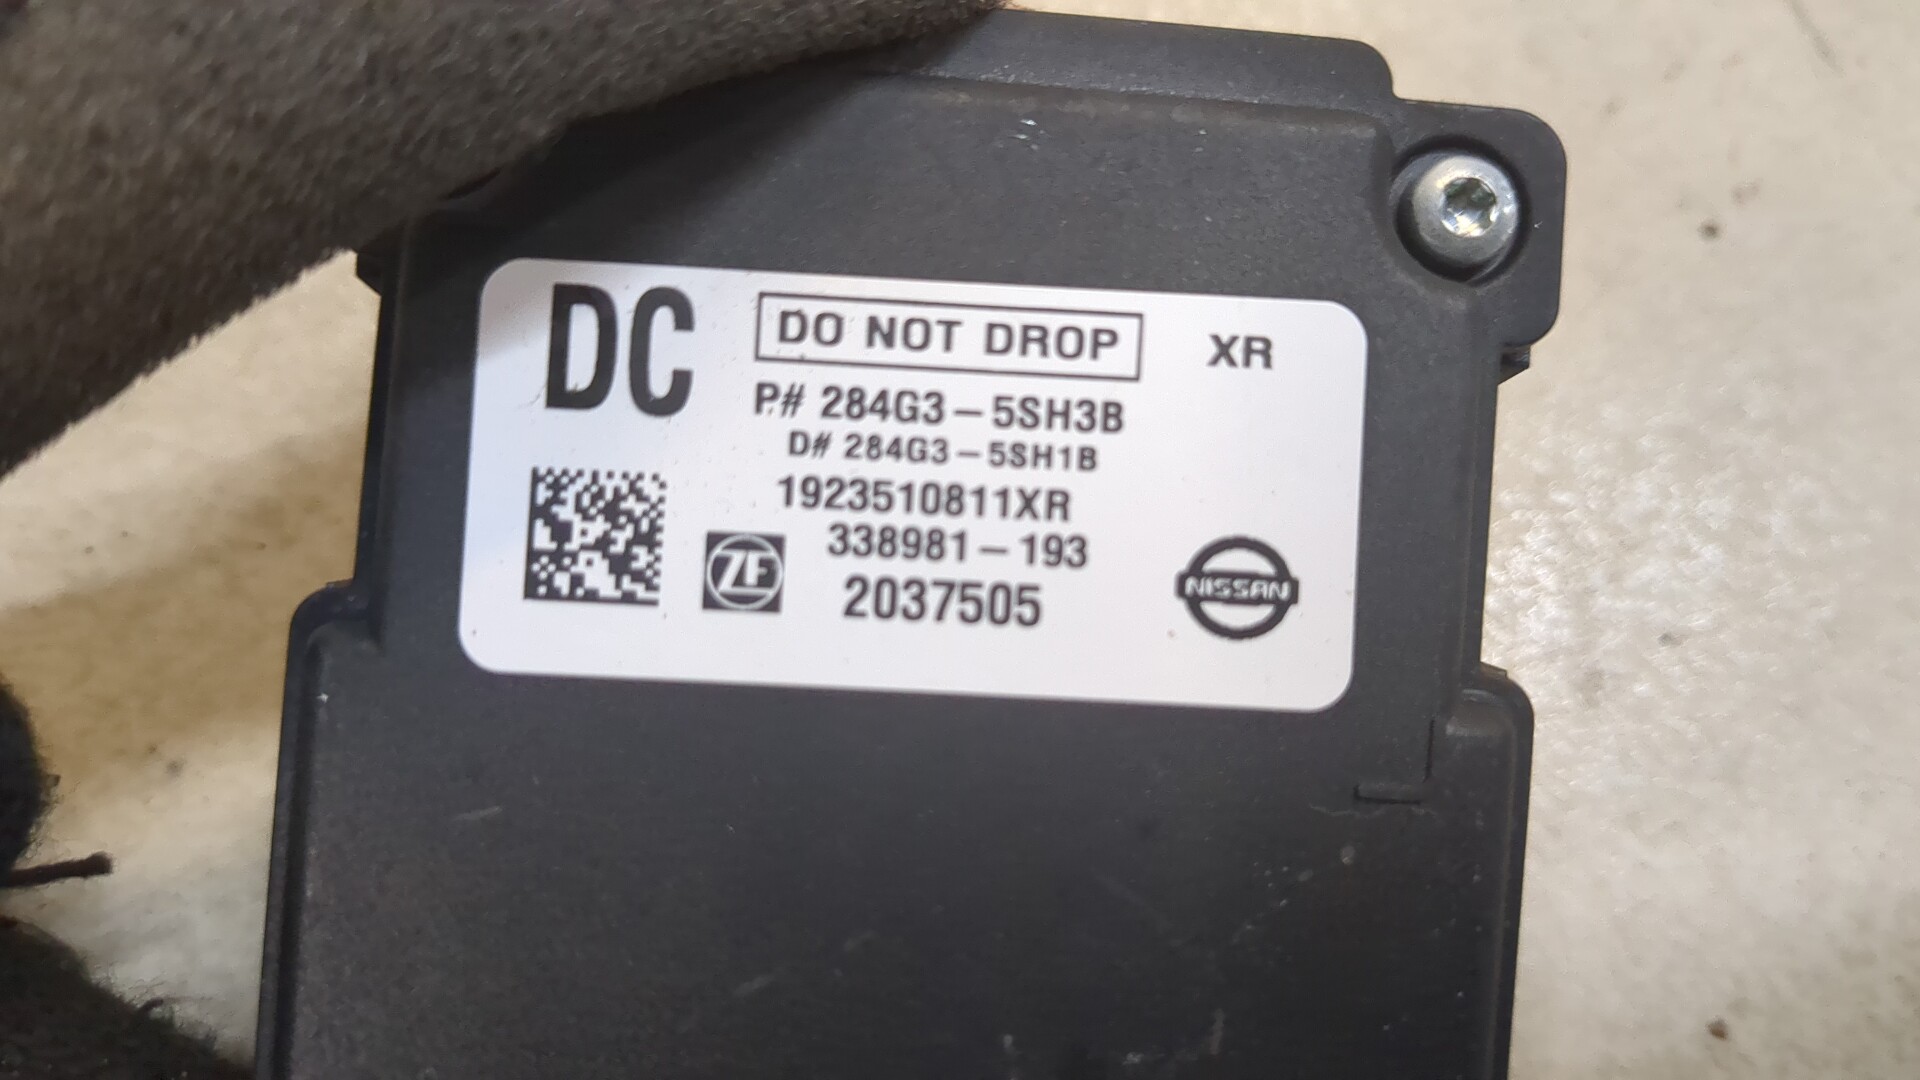 DC
DO NOT DROP
XR
P# 284G3-5SH3B
D# 284G3-5SH1B
1923510811XR
338981-193
ZF
2037505
NISSAN